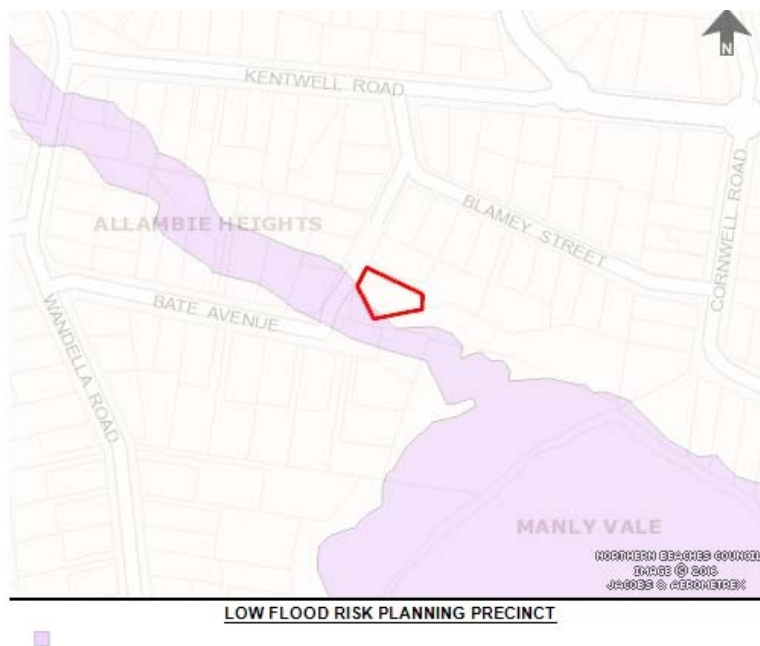 N
KENTWELL ROAD
ALLAMBIE HEIGHTS
BLAMEY STREET
CORNWELL ROAD
BATE AVENUE
WANDELLA ROAD
MANLY VALE
NORTHERN BEACHES COUNCIL
IMAGE © 2016
JACOBS & AEROMETREX
LOW FLOOD RISK PLANNING PRECINCT